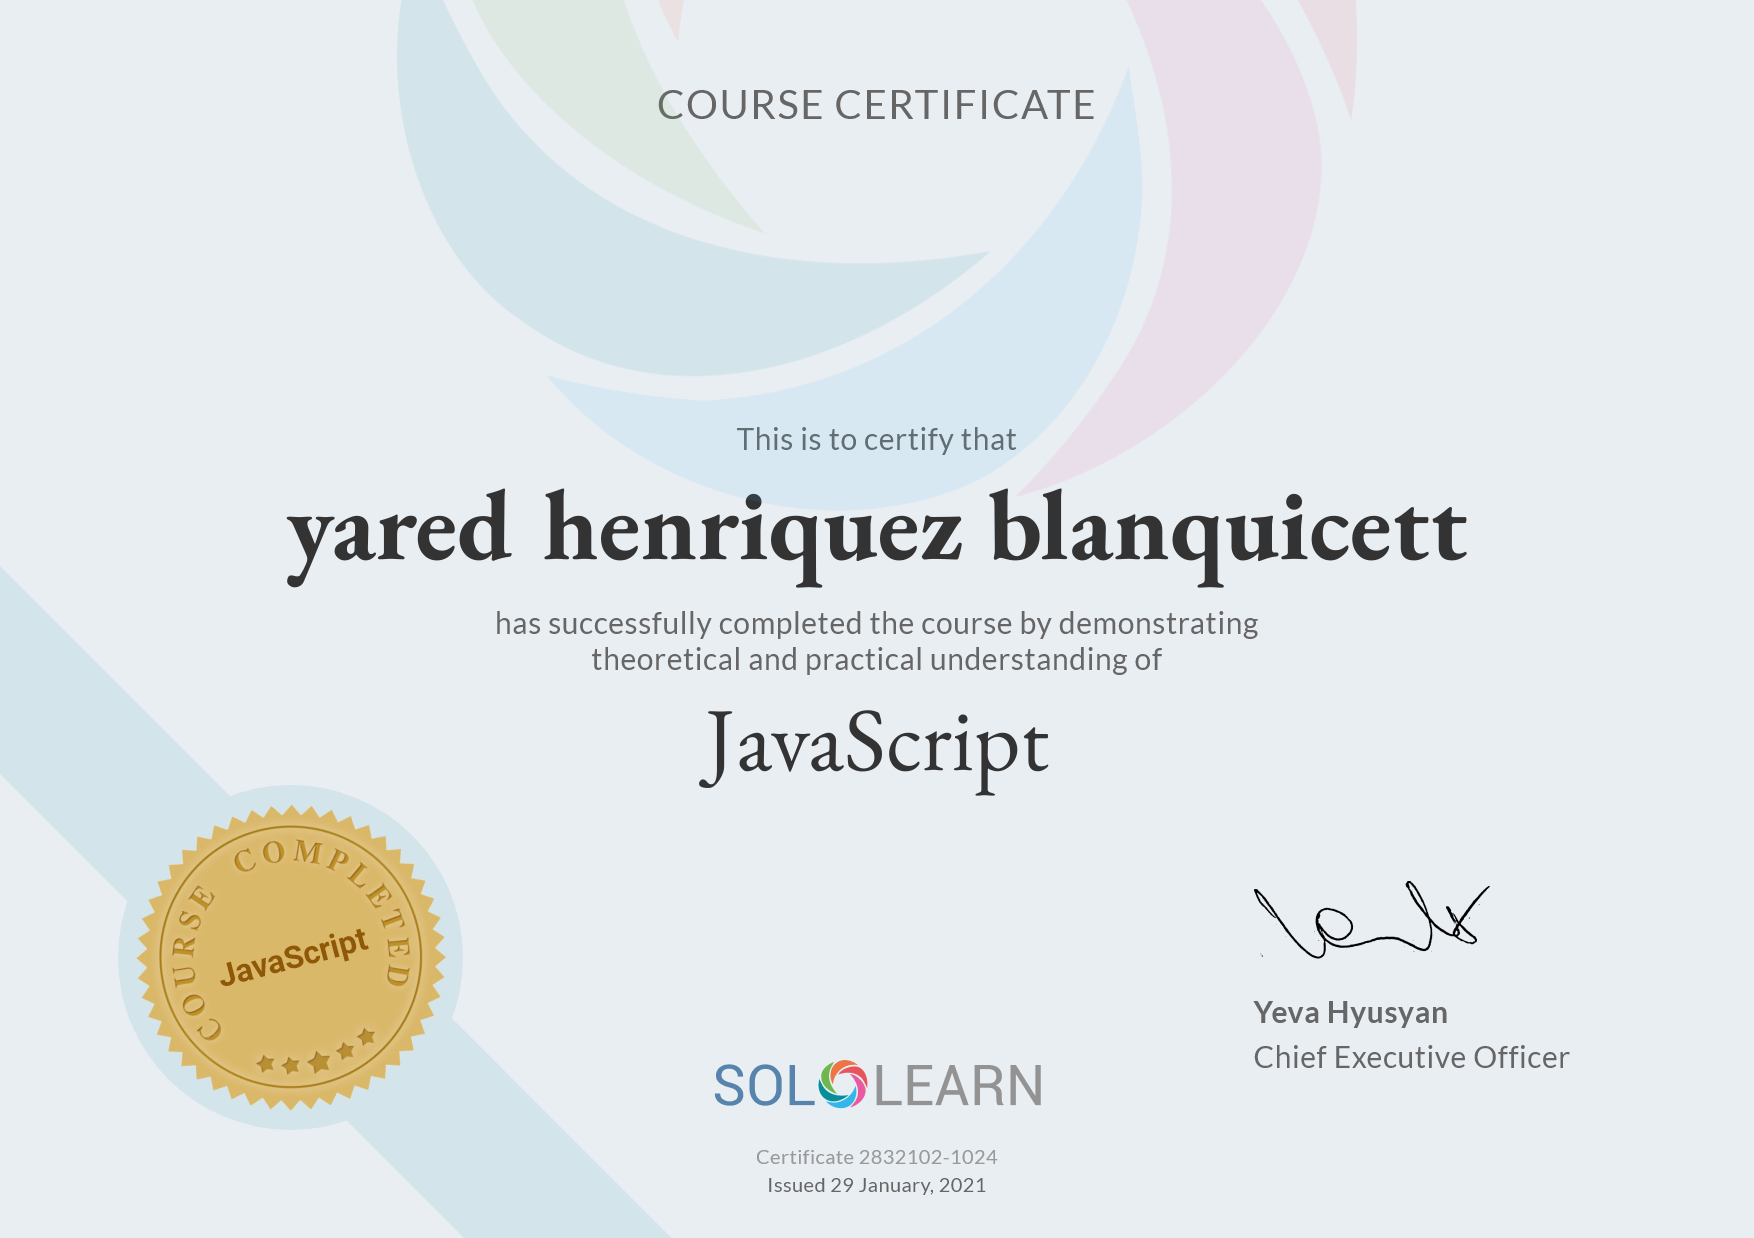 COURSE CERTIFICATE
This is to certify that
yared henriquez blanquicett
has successfully completed the course by demonstrating
theoretical and practical understanding of
JavaScript
COURSE COMPLETED
JavaScript
Yeva Hyusyan
Chief Executive Officer
SOLOLEARN
Certificate 2832102-1024
Issued 29 January, 2021